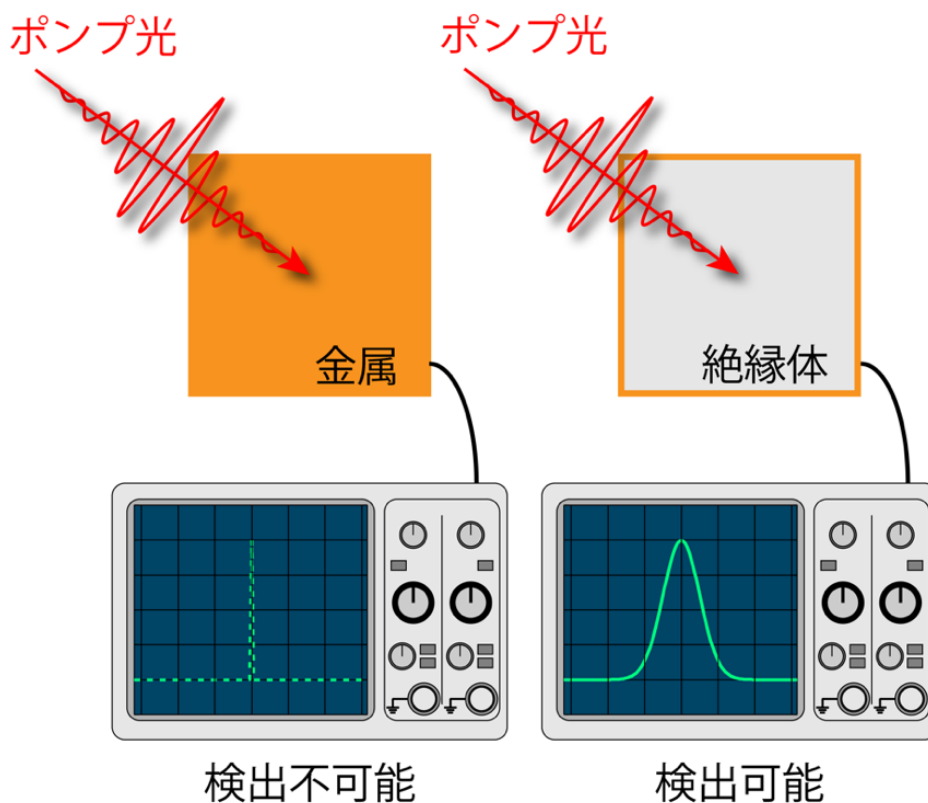 ポンプ光
ポンプ光
金属
絶縁体
検出不可能
検出可能